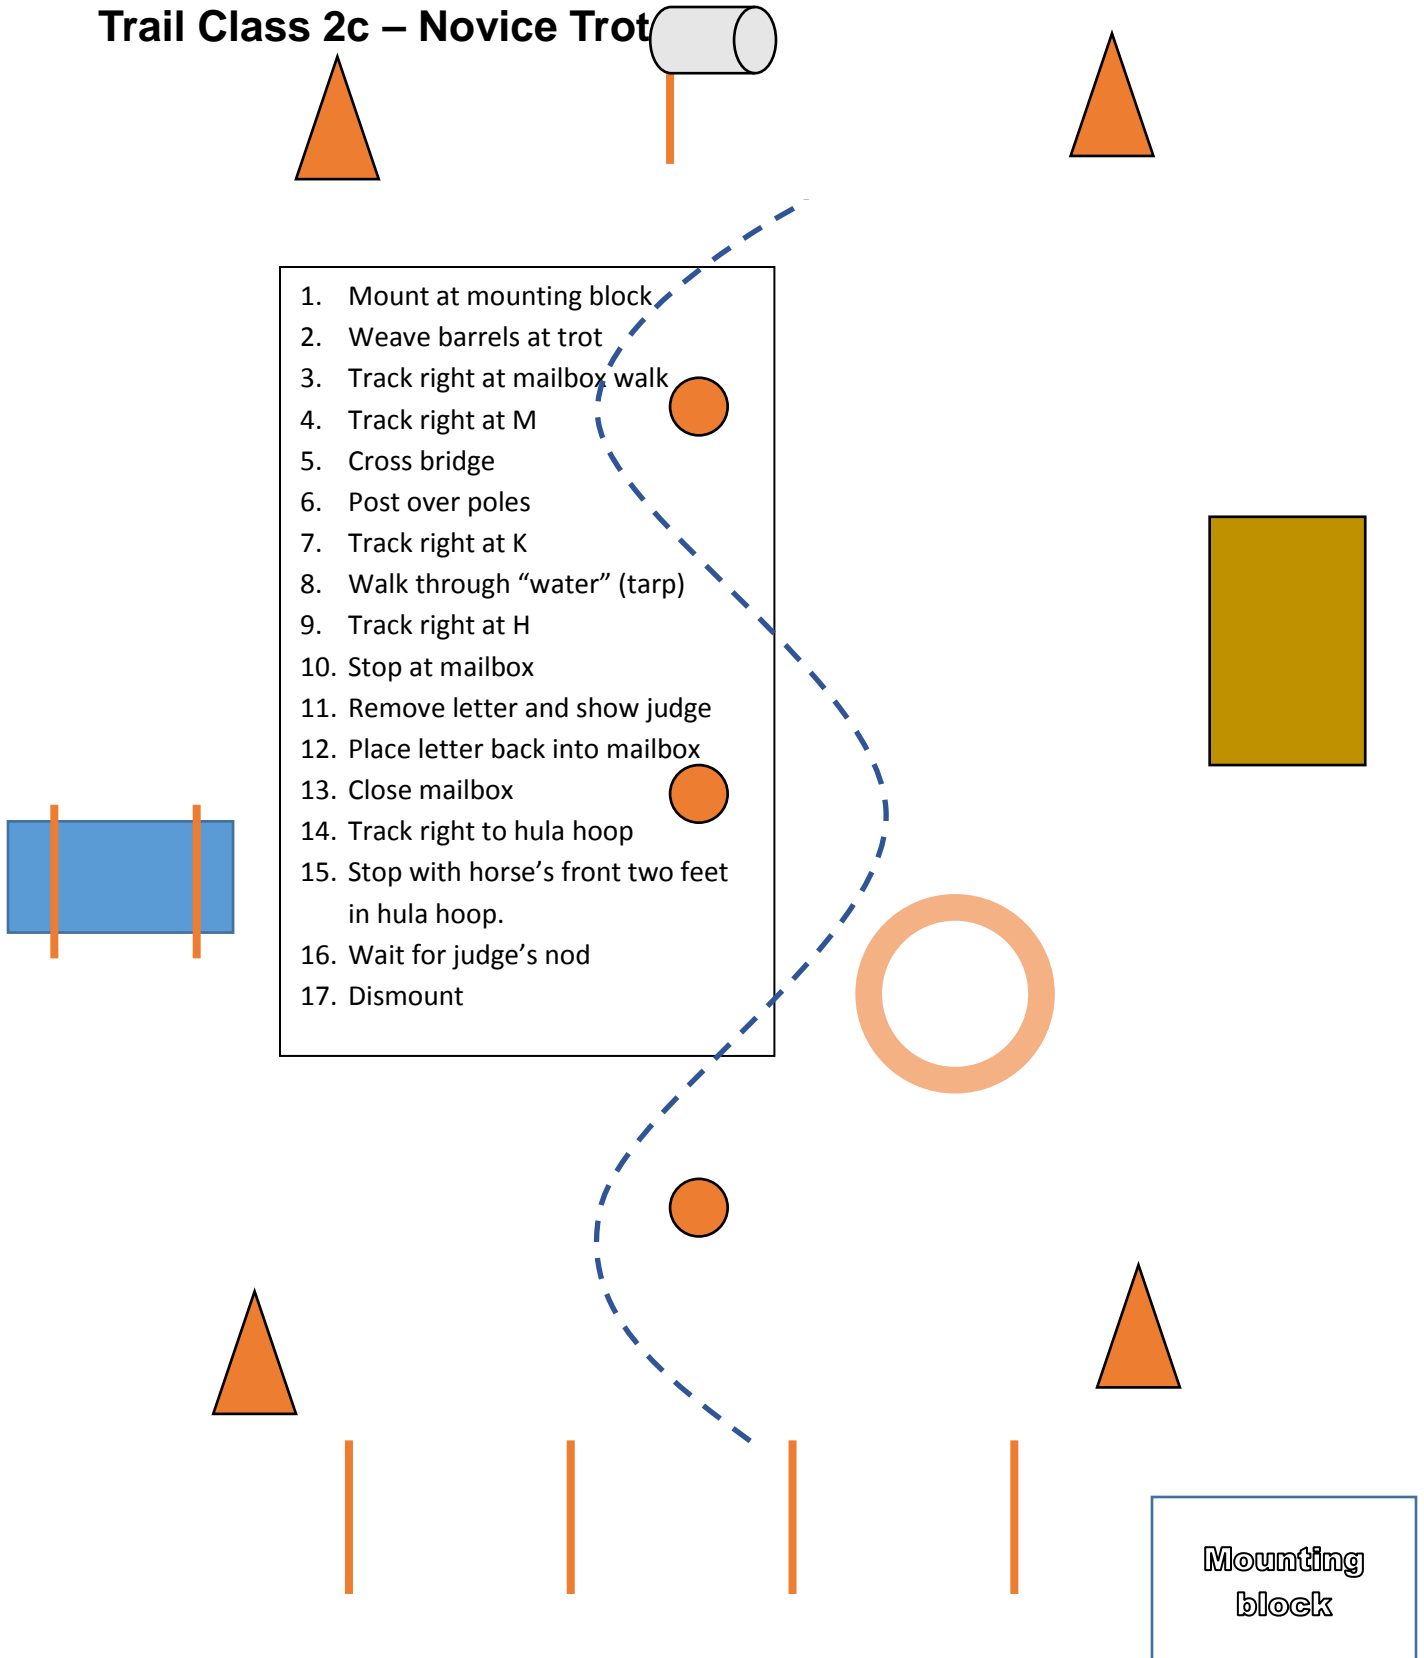 Trail Class 2c – Novice Trot
1. Mount at mounting block
2. Weave barrels at trot
3. Track right at mailbox walk
4. Track right at M
5. Cross bridge
6. Post over poles
7. Track right at K
8. Walk through “water” (tarp)
9. Track right at H
10. Stop at mailbox
11. Remove letter and show judge
12. Place letter back into mailbox
13. Close mailbox
14. Track right to hula hoop
15. Stop with horse’s front two feet
in hula hoop.
16. Wait for judge’s nod
17. Dismount
Mounting
block